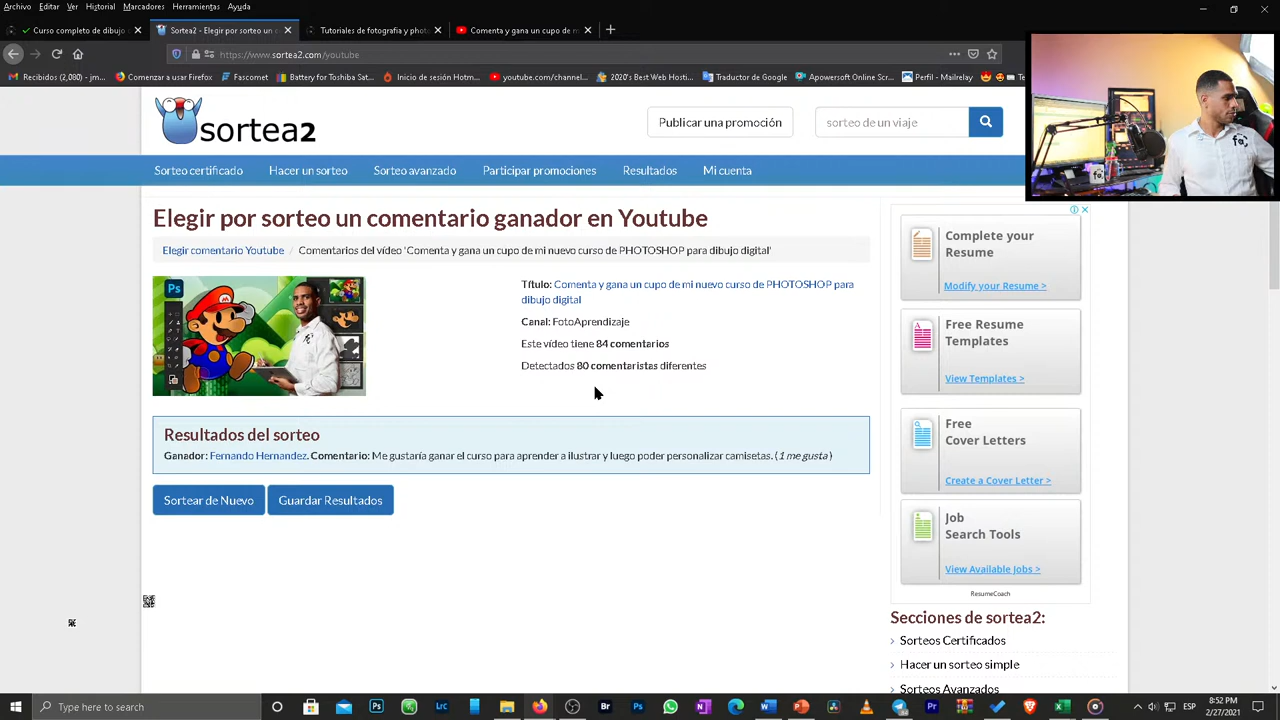 Archivo Editar Ver Historial Marcadores Herramientas Ayuda
Curso completo de dibujo
Sortea2 - Elegir por sorteo un c
Tutoriales de fotografia y photo
Comenta y gana un cupo de m
https://www.sortea2.com/youtube
Recibidos (2,080) - jm...
Comenzar a usar Firefox
Fascomet
Battery for Toshiba Sat...
Inicio de sesión Hotm...
youtube.com/channel...
2020's Best Web Hosti...
Traductor de Google
Apowersoft Online Scr...
Perfil - Mailrelay
sortea2
Publicar una promoción
sorteo de un viaje
Sorteo certificado Hacer un sorteo Sorteo avanzado Participar promociones Resultados Mi cuenta
Elegir por sorteo un comentario ganador en Youtube
Elegir comentario Youtube / Comentarios del vídeo 'Comenta y gana un cupo de mi nuevo curso de PHOTOSHOP para dibujo digital'
Ps
Título: Comenta y gana un cupo de mi nuevo curso de PHOTOSHOP para
dibujo digital
Canal: FotoAprendizaje
Este vídeo tiene 84 comentarios
Detectados 80 comentaristas diferentes
Resultados del sorteo
Ganador: Fernando Hernandez. Comentario: Me gustaría ganar el curso para aprender a ilustrar y luego poder personalizar camisetas. (1 me gusta )
Sortear de Nuevo
Guardar Resultados
Complete your
Resume
Modify your Resume >
Free Resume
Templates
View Templates >
Free
Cover Letters
Create a Cover Letter >
Job
Search Tools
View Available Jobs >
ResumeCoach
Secciones de sortea2:
Sorteos Certificados
Hacer un sorteo simple
Sorteos Avanzados
Type here to search
ESP
8:52 PM
2/27/2021